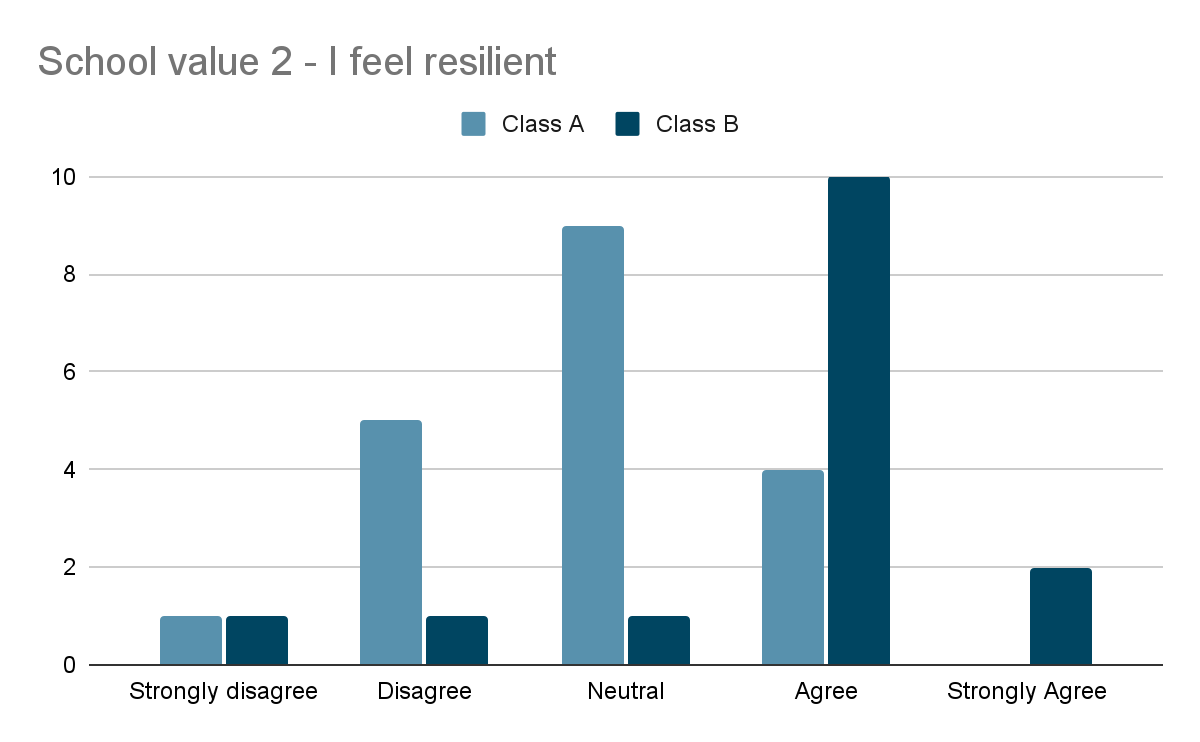 School value 2 - I feel resilient
Class A Class B
10
8
6
4
2
0
Strongly disagree Disagree Neutral Agree Strongly Agree